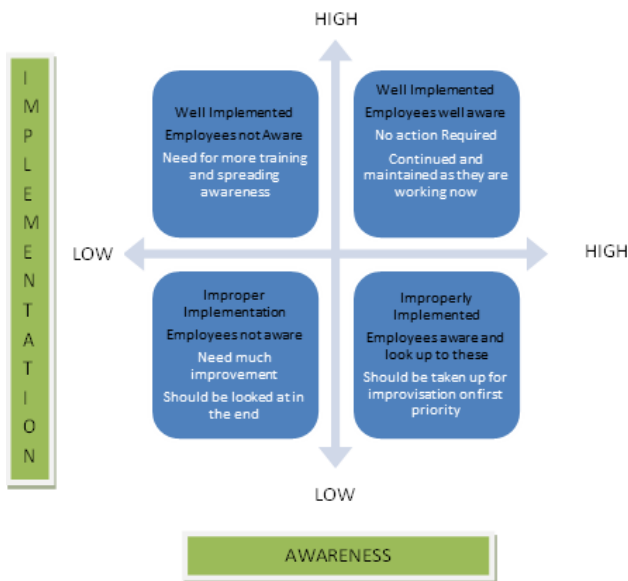 HIGH
IMPLEMENTATION
Well Implemented
Employees not Aware
Need for more training
and spreading
awareness
Well Implemented
Employees well aware
No action Required
Continued and
maintained as they are
working now
LOW
HIGH
Improper
Implementation
Employees not aware
Need much
improvement
Should be looked at in
the end
Improperly
Implemented
Employees aware and
look up to these
Should be taken up for
improvisation on first
priority
LOW
AWARENESS